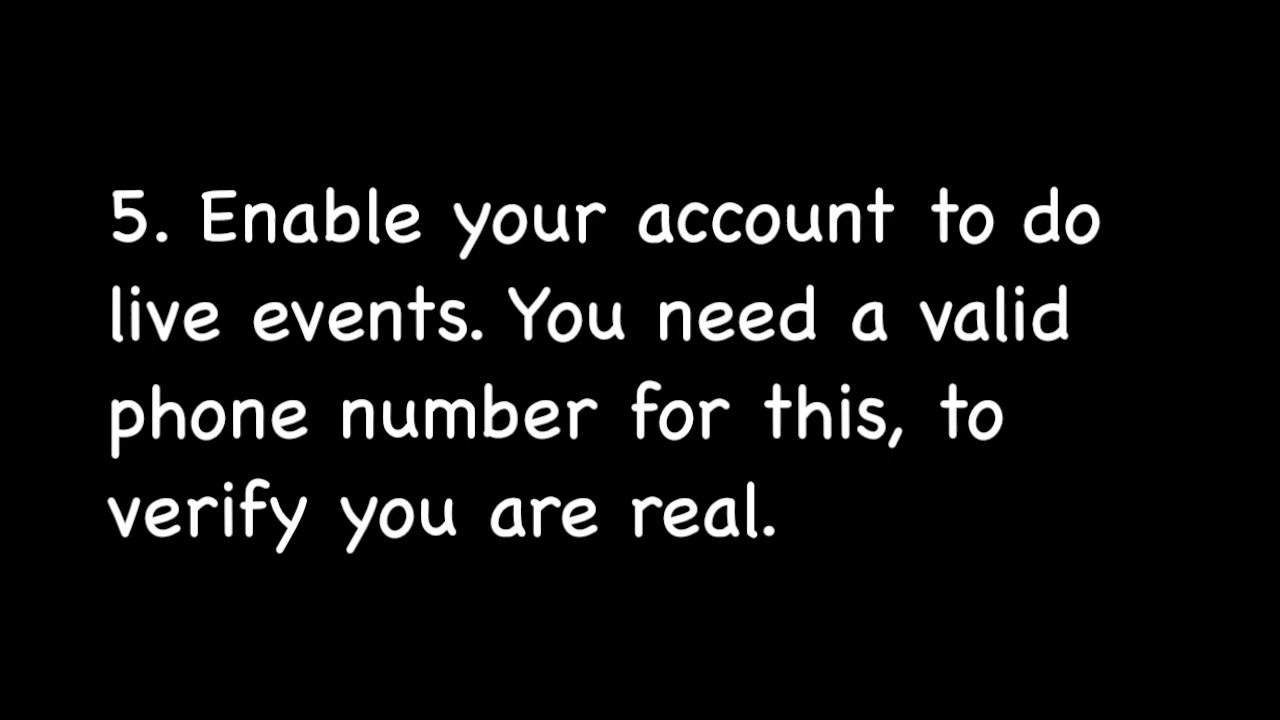 5. Enable your account to do
live events. You need a valid
phone number for this, to
verify you are real.